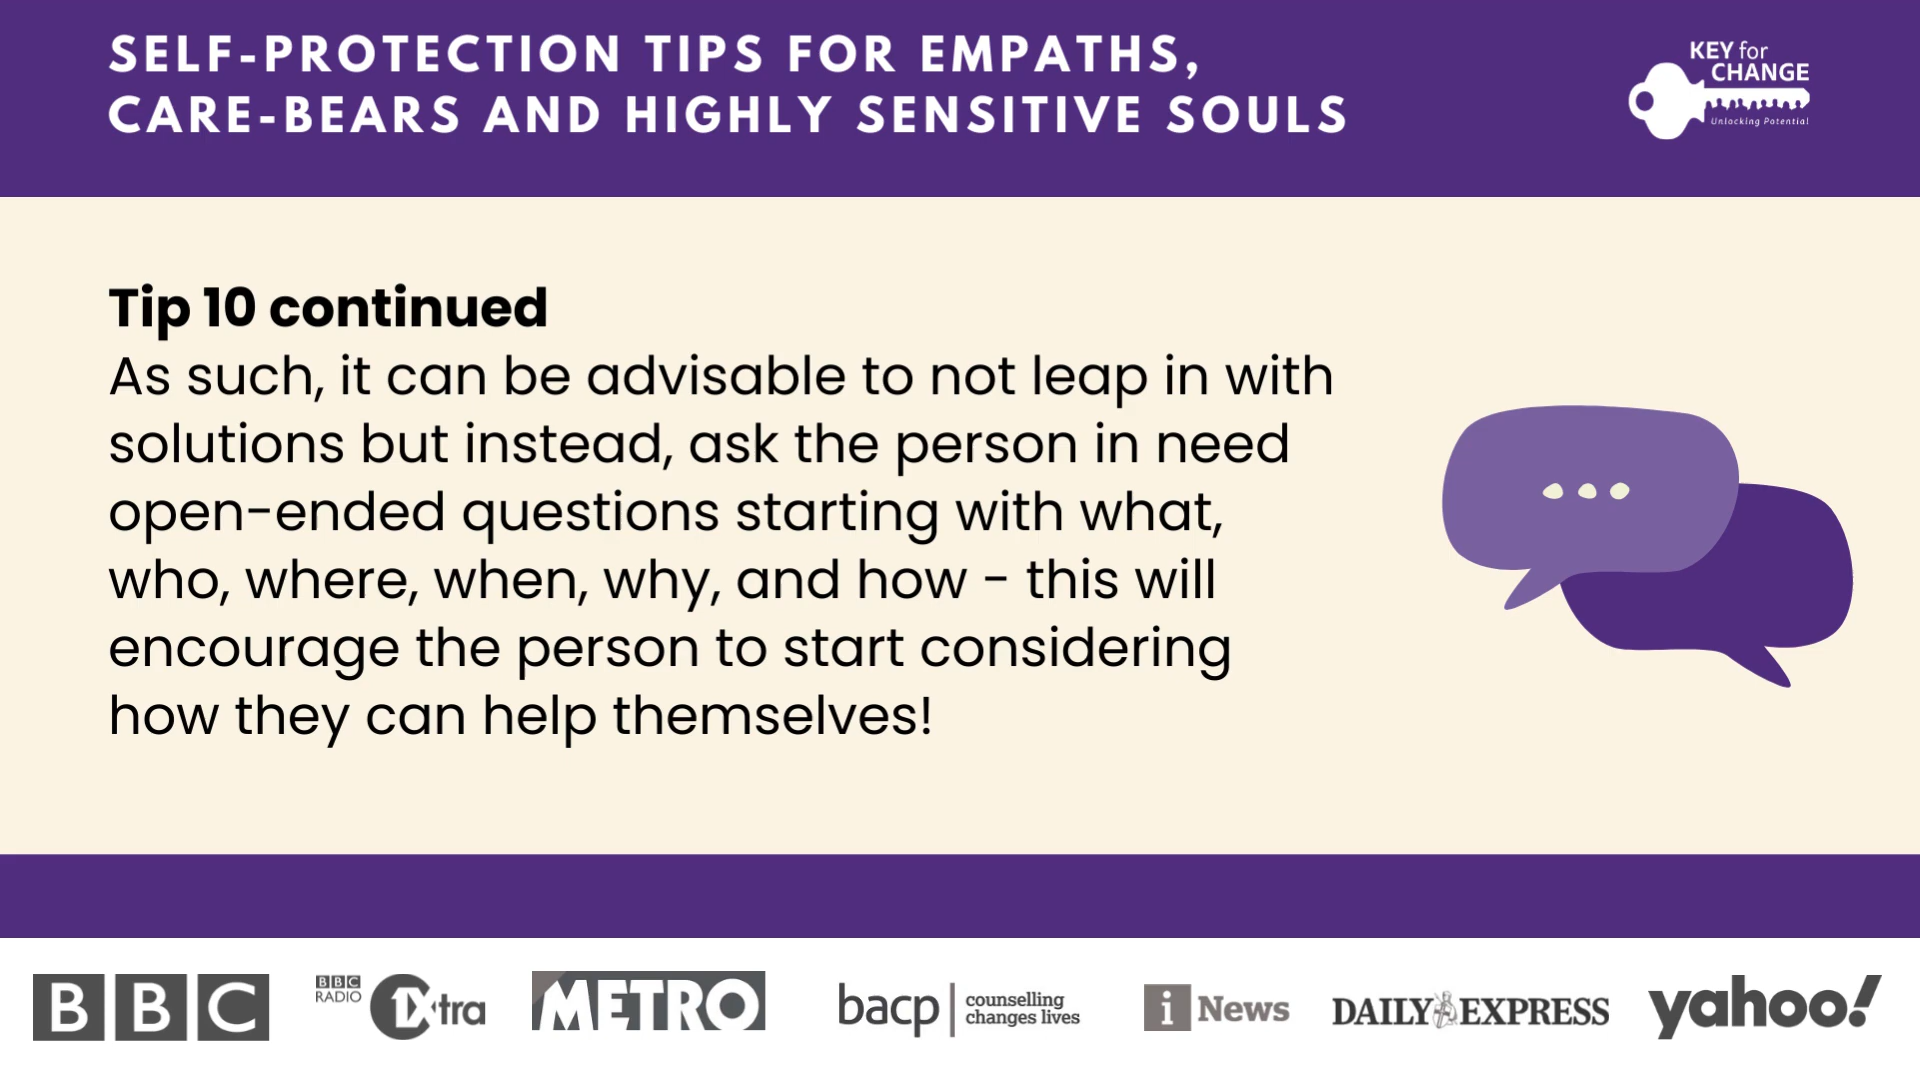 SELF-PROTECTION TIPS FOR EMPATHS,
CARE-BEARS AND HIGHLY SENSITIVE SOULS
KEY for
CHANGE
Unlocking Potential
Tip 10 continued
As such, it can be advisable to not leap in with
solutions but instead, ask the person in need
open-ended questions starting with what,
who, where, when, why, and how - this will
encourage the person to start considering
how they can help themselves!
BBC
BBC
RADIO
1Xtra
METRO
bacp
counselling
changes lives
i News
DAILY EXPRESS
yahoo!